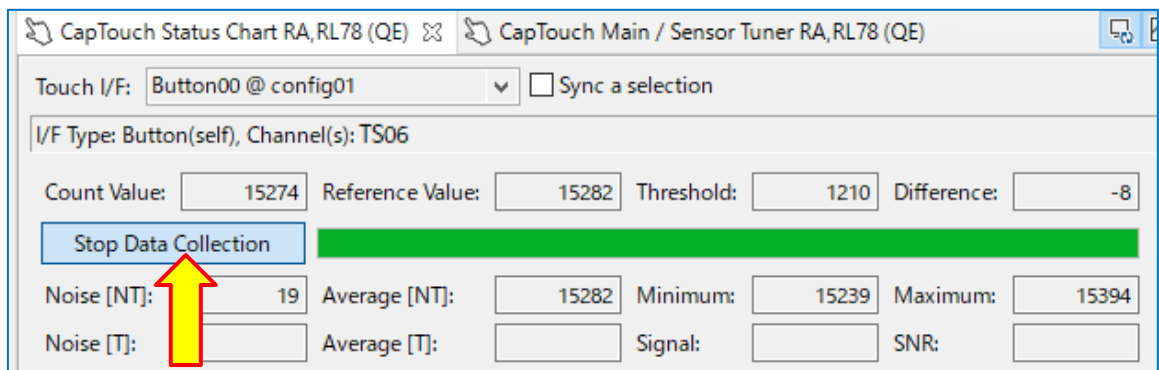 CapTouch Status Chart RA,RL78 (QE) CapTouch Main / Sensor Tuner RA,RL78 (QE)
Touch I/F: Button00 @ config01 Sync a selection
I/F Type: Button(self), Channel(s): TS06
Count Value: 15274 Reference Value: 15282 Threshold: 1210 Difference: -8
Stop Data Collection
Noise [NT]: 19 Average [NT]: 15282 Minimum: 15239 Maximum: 15394
Noise [T]: Average [T]: Signal: SNR: